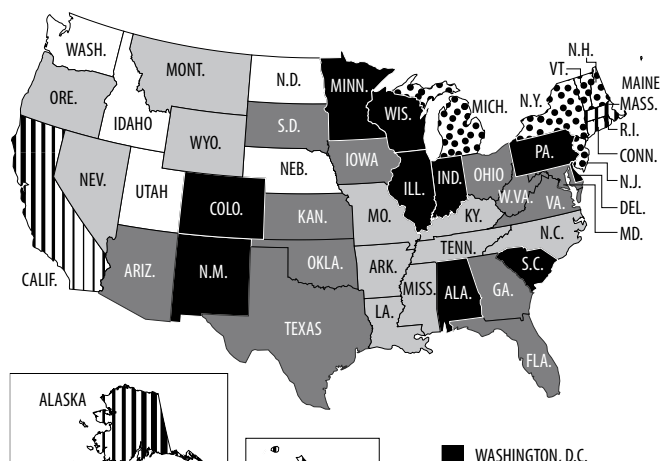 WASH.
MONT.
N.D.
MINN.
N.H.
VT.
MAINE
ORE.
IDAHO
S.D.
WIS.
MICH.
N.Y.
MASS.
WYO.
R.I.
NEB.
IOWA
PA.
CONN.
NEV.
UTAH
COLO.
ILL.
IND.
OHIO
N.J.
KAN.
MO.
KY.
W.VA.
VA.
DEL.
CALIF.
ARIZ.
N.M.
OKLA.
ARK.
TENN.
N.C.
MD.
S.C.
MISS.
ALA.
GA.
LA.
TEXAS
FLA.
ALASKA
WASHINGTON, D.C.